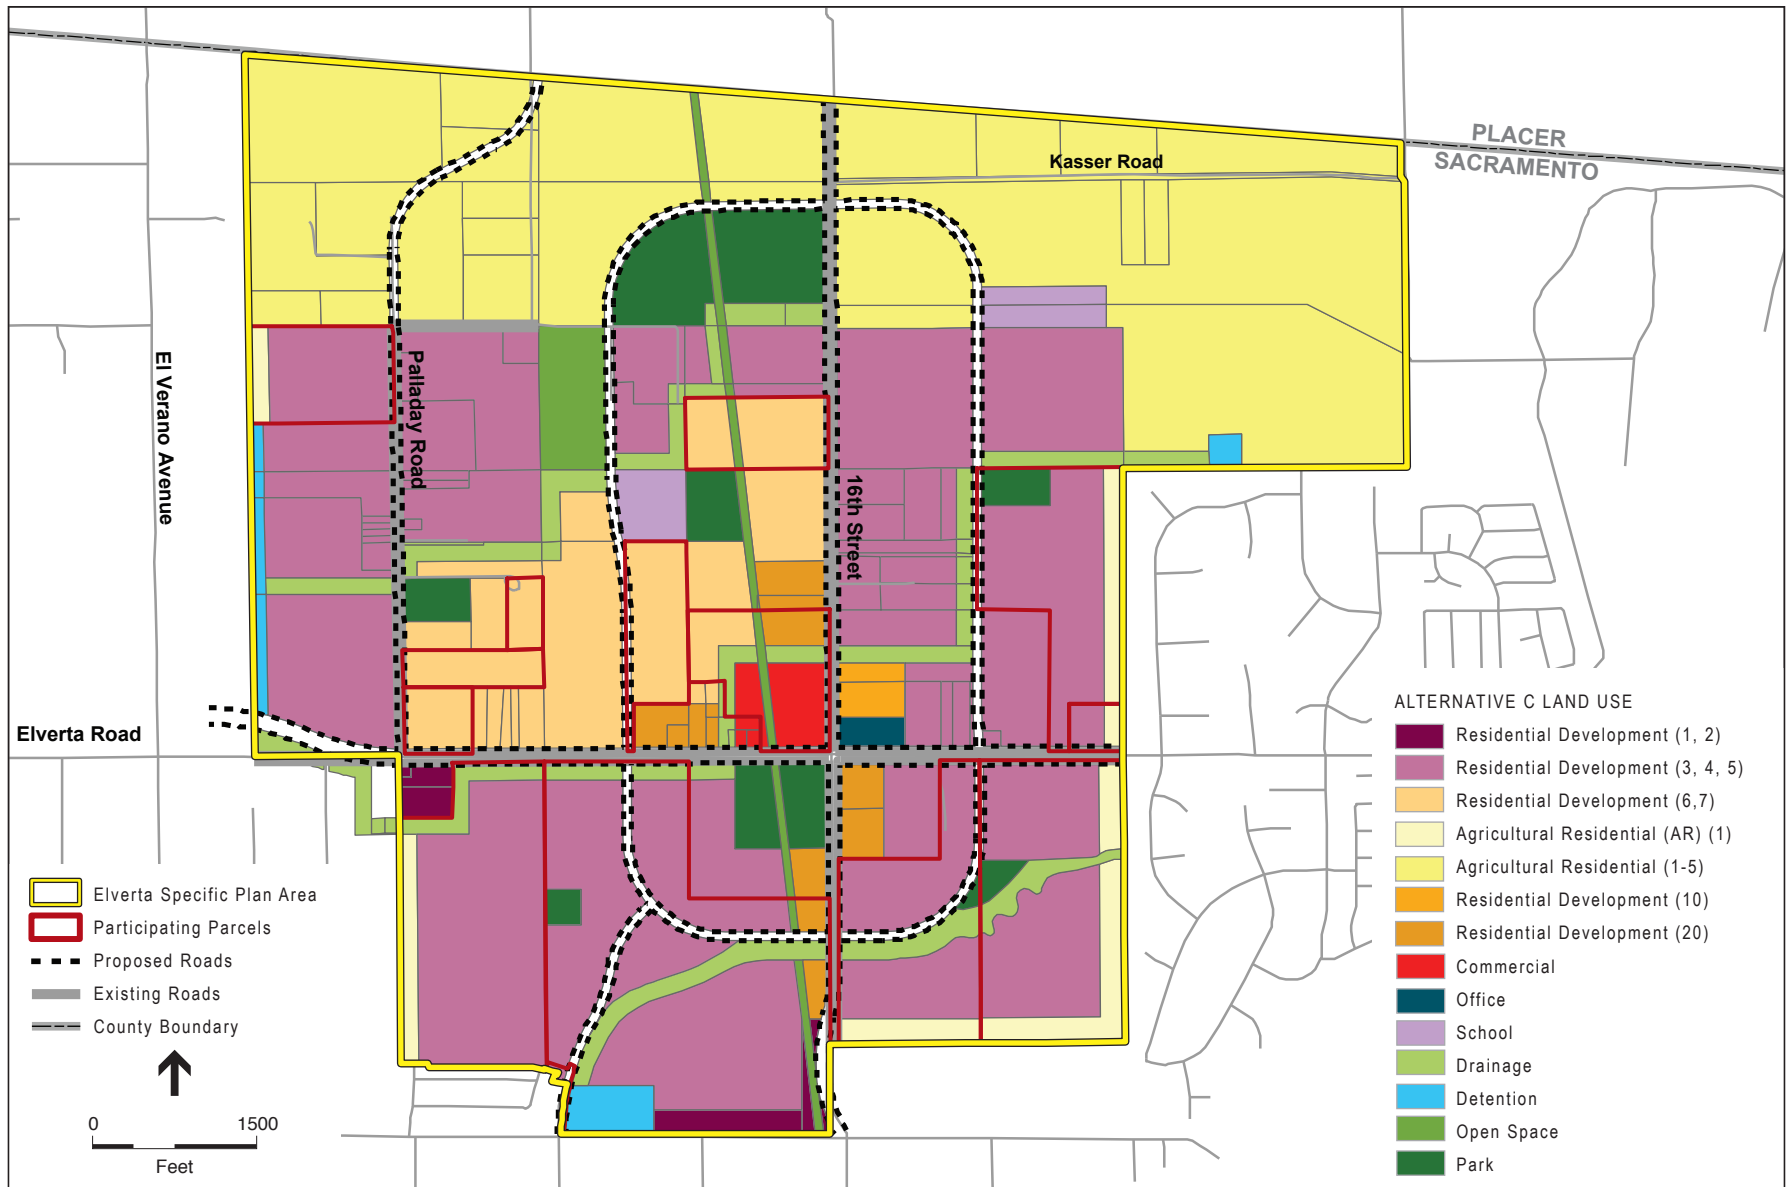 PLACER
SACRAMENTO
Kasser Road
El Verano Avenue
Palladay Road
16th Street
Elverta Road
ALTERNATIVE C LAND USE
Residential Development (1, 2)
Residential Development (3, 4, 5)
Residential Development (6,7)
Agricultural Residential (AR) (1)
Agricultural Residential (1-5)
Residential Development (10)
Residential Development (20)
Commercial
Office
School
Drainage
Detention
Open Space
Park
Elverta Specific Plan Area
Participating Parcels
Proposed Roads
Existing Roads
County Boundary
0 1500
Feet